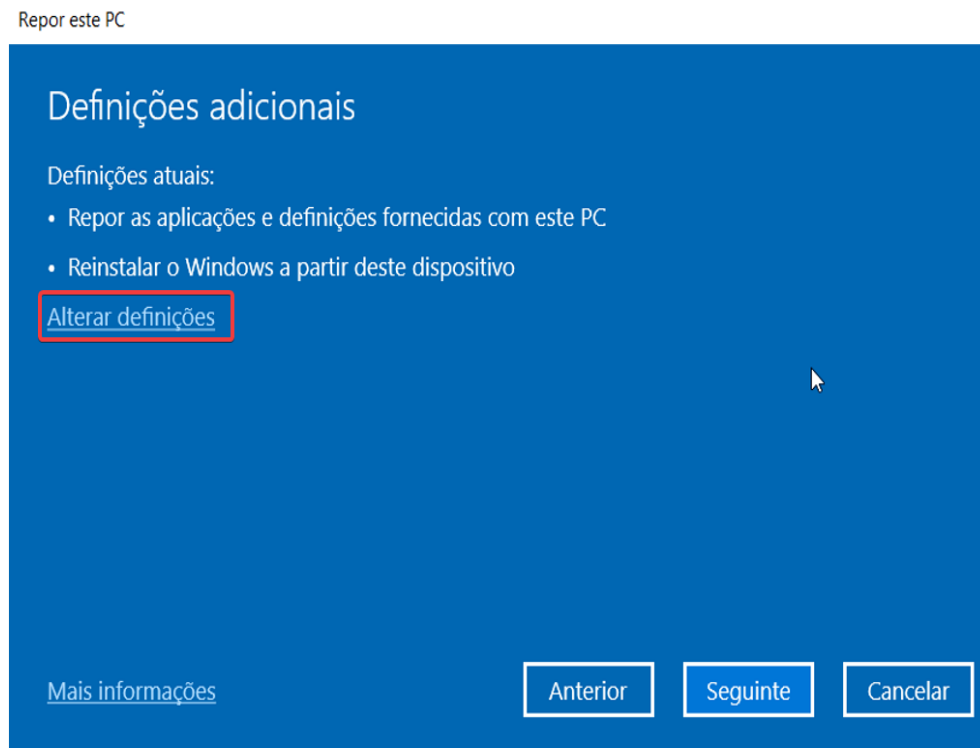 Repor este PC
Definições adicionais
Definições atuais:
• Repor as aplicações e definições fornecidas com este PC
• Reinstalar o Windows a partir deste dispositivo
Alterar definições
Mais informações
Anterior
Seguinte
Cancelar